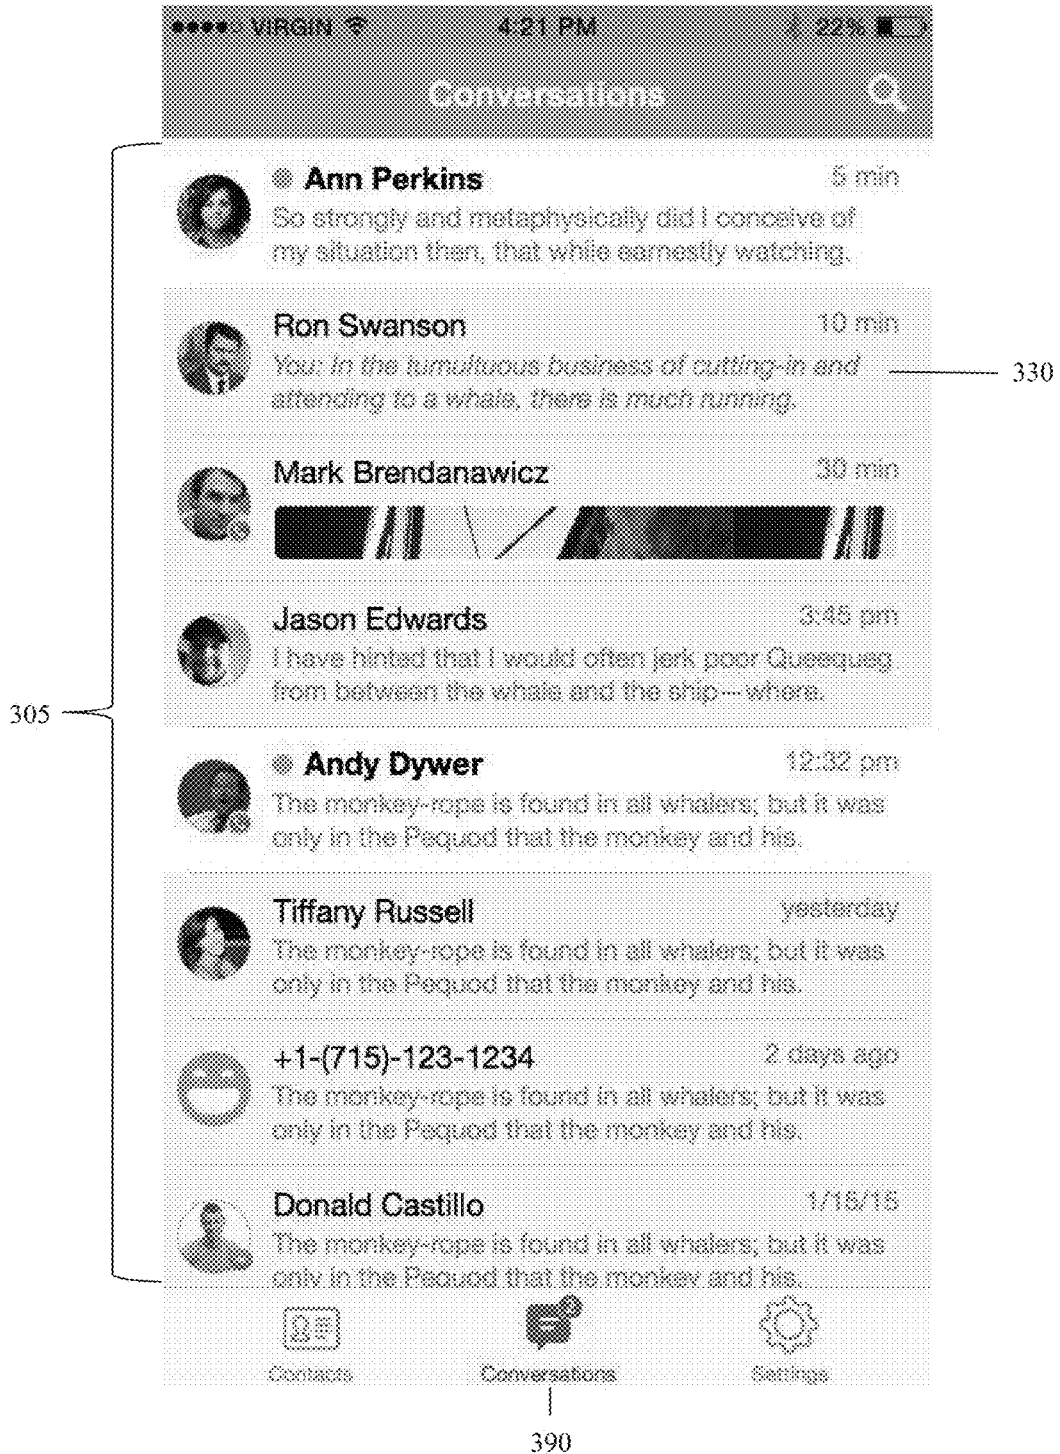 VIRGIN 4:21 PM 22%
Conversations
Ann Perkins 5 min
So strongly and metaphysically did I conceive of
my situation then, that while earnestly watching.
Ron Swanson 10 min
You: In the tumultuous business of cutting-in and
attending to a whale, there is much running.
330
Mark Brendanawicz 30 min
Jason Edwards 3:45 pm
I have hinted that I would often jerk poor Queequeg
from between the whale and the ship—where.
305
Andy Dywer 12:32 pm
The monkey-rope is found in all whalers; but it was
only in the Pequod that the monkey and his.
Tiffany Russell yesterday
The monkey-rope is found in all whalers; but it was
only in the Pequod that the monkey and his.
+1-(715)-123-1234 2 days ago
The monkey-rope is found in all whalers; but it was
only in the Pequod that the monkey and his.
Donald Castillo 1/15/15
The monkey-rope is found in all whalers; but it was
only in the Pequod that the monkey and his.
Contacts Conversations Settings
390